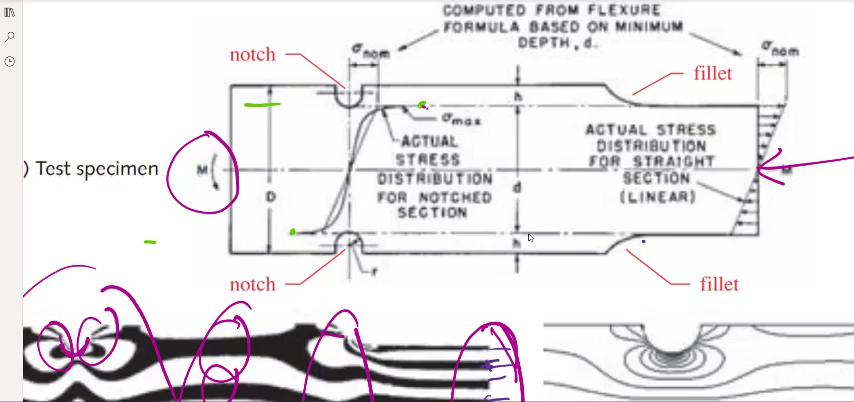 COMPUTED FROM FLEXURE
FORMULA BASED ON MINIMUM
DEPTH, d.
σnom
σnom
notch
fillet
h
σmax
ACTUAL
STRESS
DISTRIBUTION
FOR NOTCHED
SECTION
ACTUAL STRESS
DISTRIBUTION
FOR STRAIGHT
SECTION
(LINEAR)
) Test specimen
M
M
D
d
h
r
notch
fillet